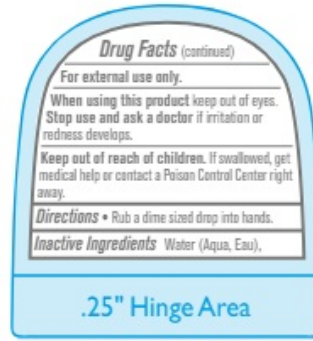 Drug Facts (continued)
For external use only.
When using this product keep out of eyes.
Stop use and ask a doctor if irritation or
redness develops.
Keep out of reach of children. If swallowed, get
medical help or contact a Poison Control Center right
away.
Directions • Rub a dime sized drop into hands.
Inactive Ingredients Water (Aqua, Eau),
.25" Hinge Area